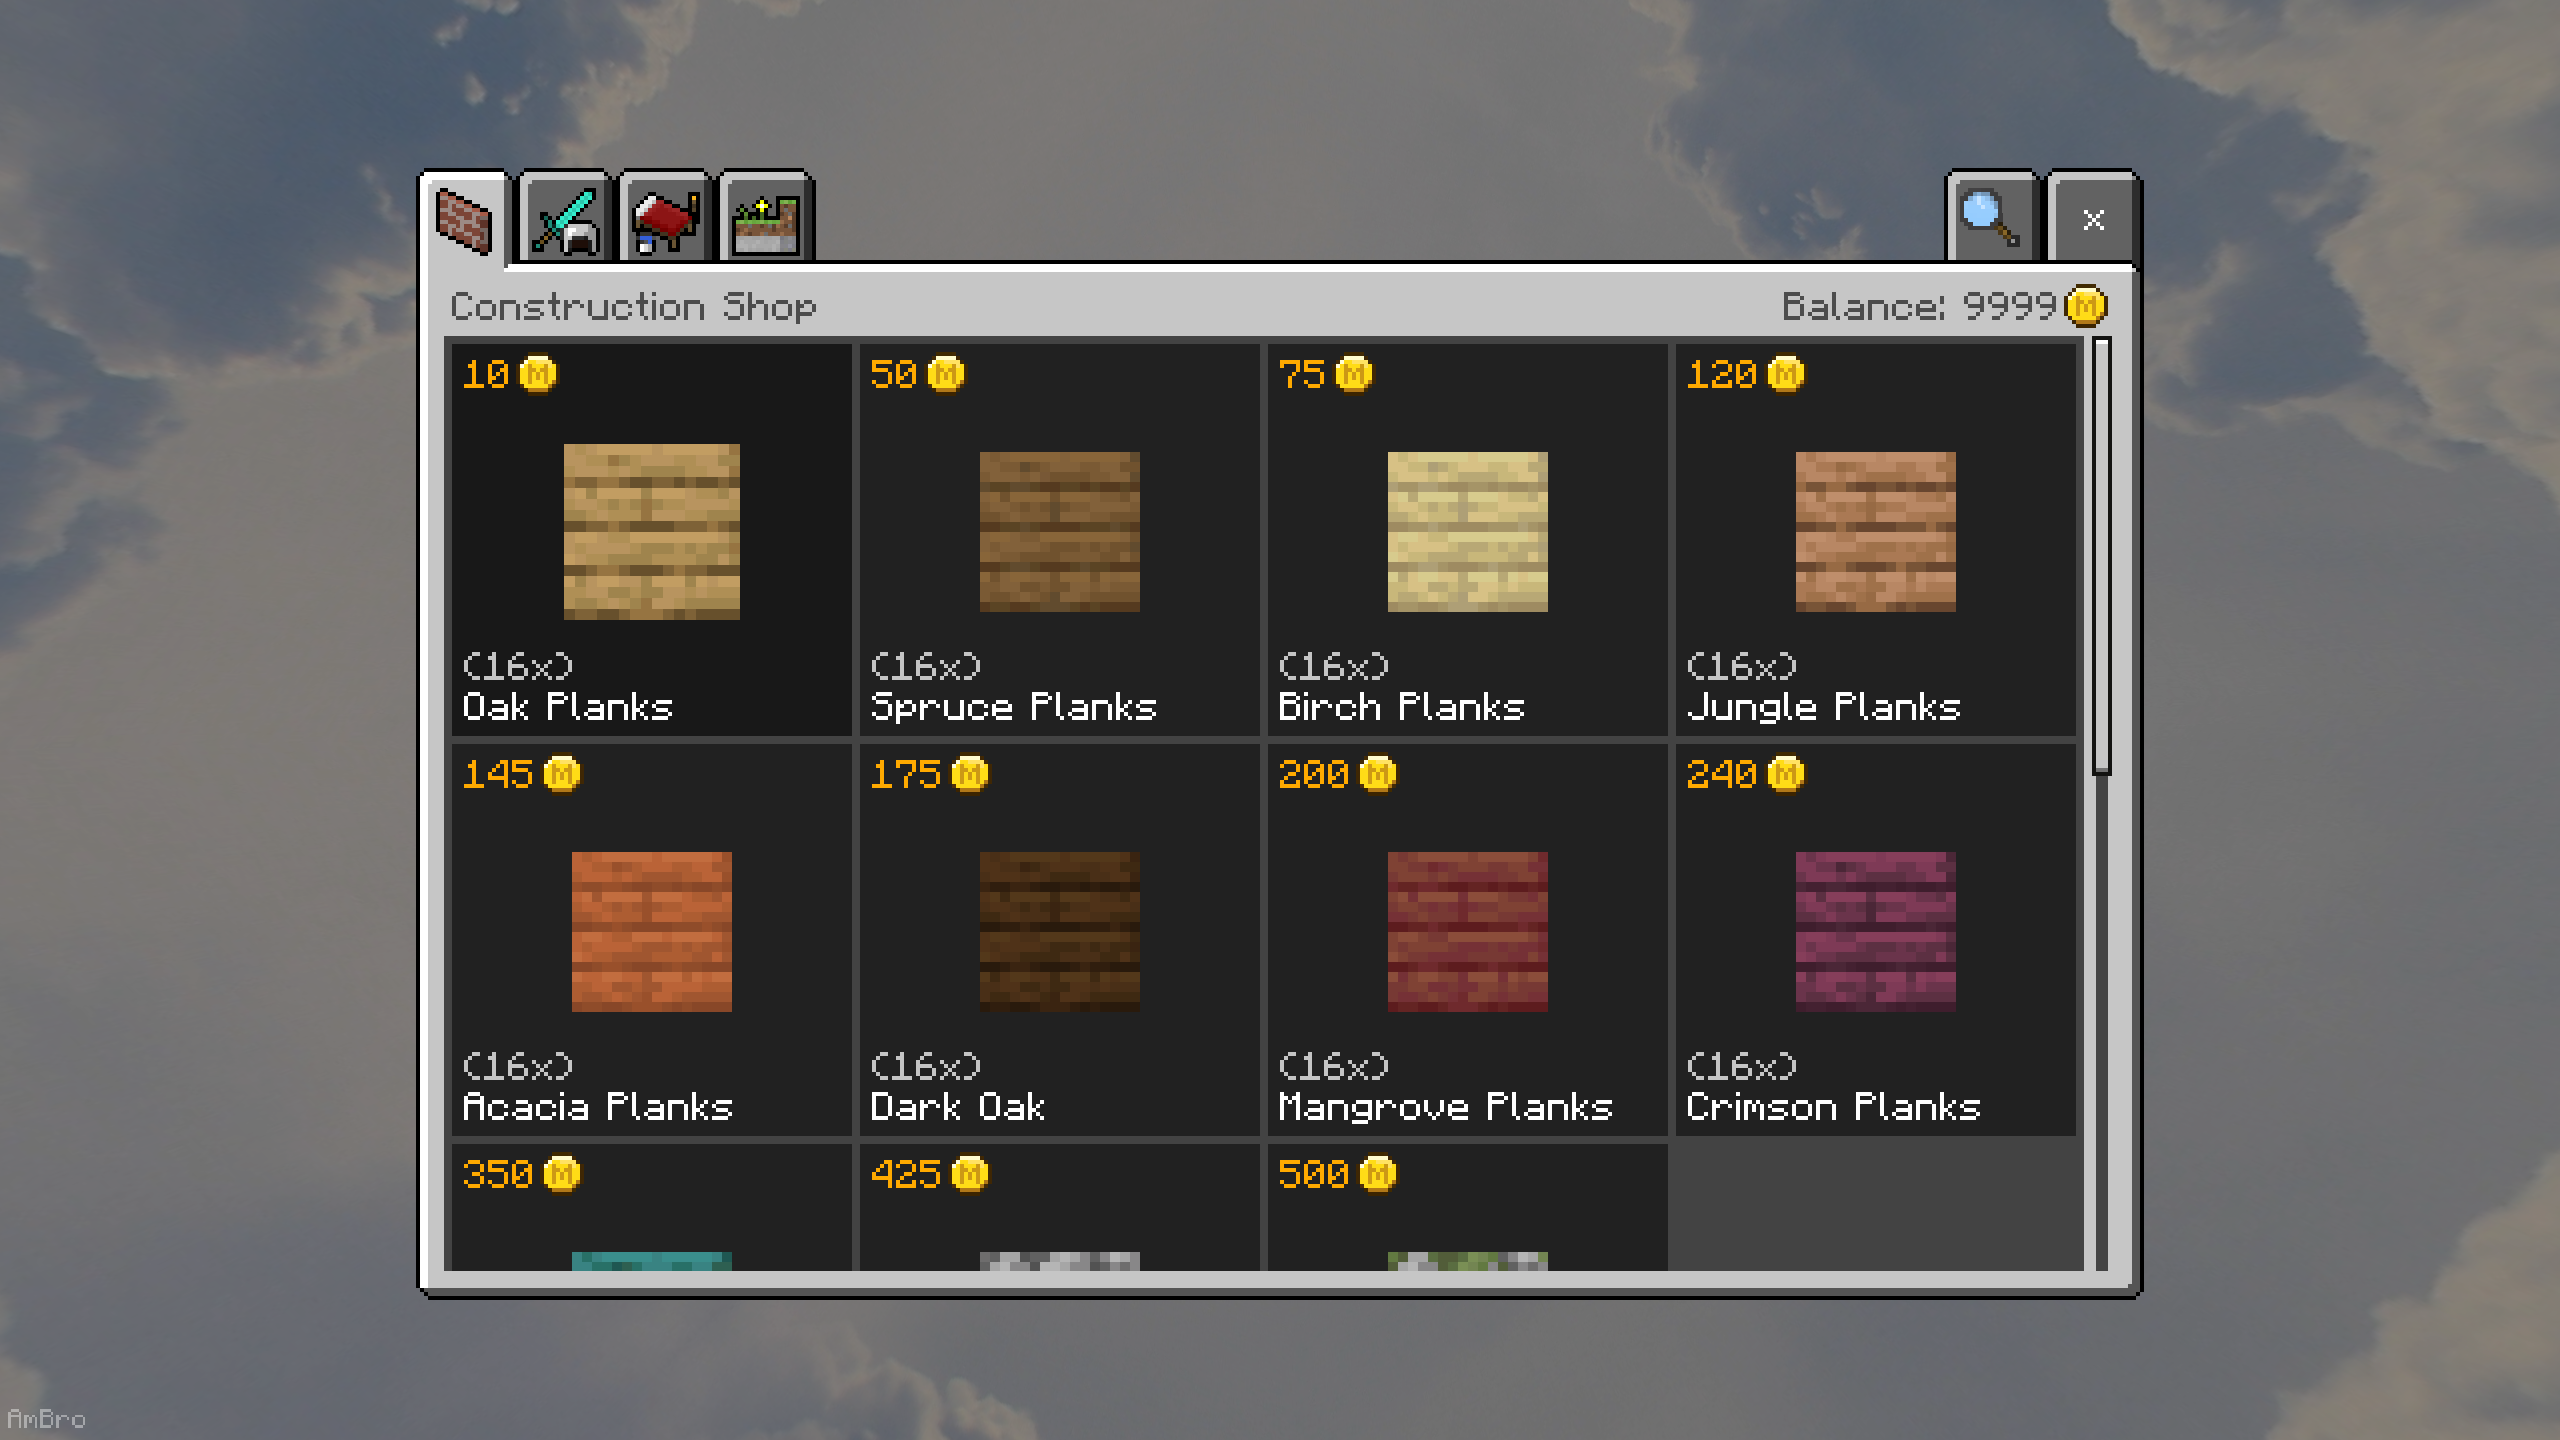 Construction Shop
Balance: 9999 M
10 M
50 M
75 M
120 M
(16x)
Oak Planks
(16x)
Spruce Planks
(16x)
Birch Planks
(16x)
Jungle Planks
145 M
175 M
200 M
240 M
(16x)
Acacia Planks
(16x)
Dark Oak
(16x)
Mangrove Planks
(16x)
Crimson Planks
350 M
425 M
500 M
AmBro